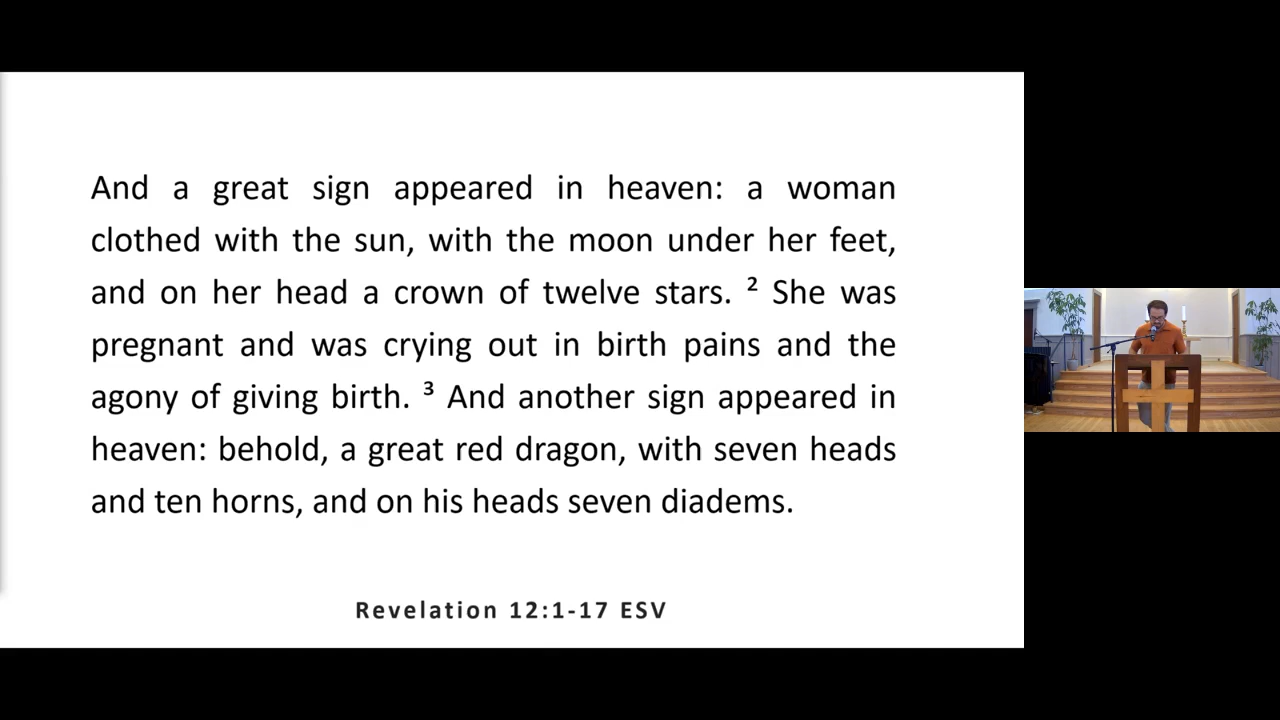 And a great sign appeared in heaven: a woman
clothed with the sun, with the moon under her feet,
and on her head a crown of twelve stars. ² She was
pregnant and was crying out in birth pains and the
agony of giving birth. ³ And another sign appeared in
heaven: behold, a great red dragon, with seven heads
and ten horns, and on his heads seven diadems.
Revelation 12:1-17 ESV